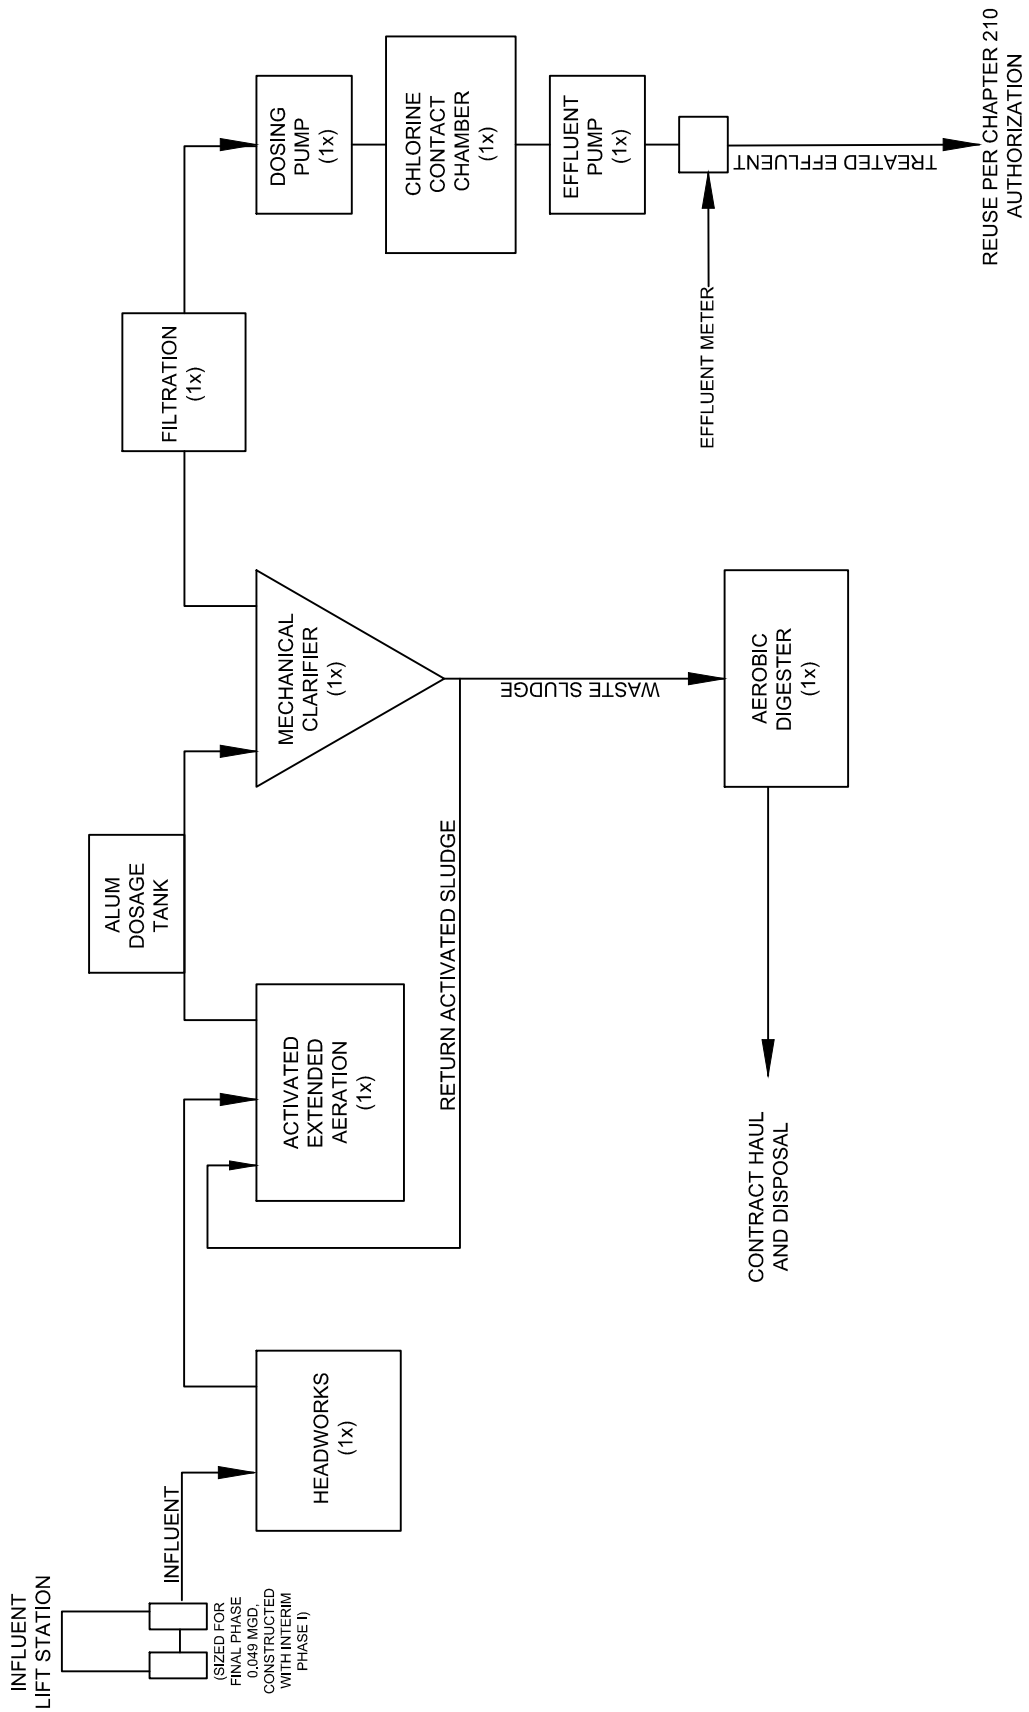 INFLUENT
LIFT STATION
(SIZED FOR
FINAL PHASE
0.049 MGD,
CONSTRUCTED
WITH INTERIM
PHASE I)
INFLUENT
HEADWORKS
(1x)
ACTIVATED
EXTENDED
AERATION
(1x)
ALUM
DOSAGE
TANK
RETURN ACTIVATED SLUDGE
MECHANICAL
CLARIFIER
(1x)
WASTE SLUDGE
AEROBIC
DIGESTER
(1x)
CONTRACT HAUL
AND DISPOSAL
FILTRATION
(1x)
DOSING
PUMP
(1x)
CHLORINE
CONTACT
CHAMBER
(1x)
EFFLUENT
PUMP
(1x)
EFFLUENT METER
TREATED EFFLUENT
REUSE PER CHAPTER 210
AUTHORIZATION